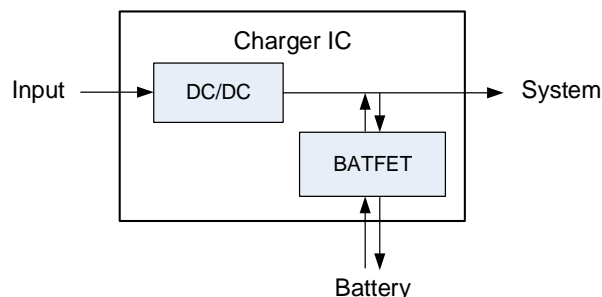 Charger IC
Input
DC/DC
System
BATFET
Battery